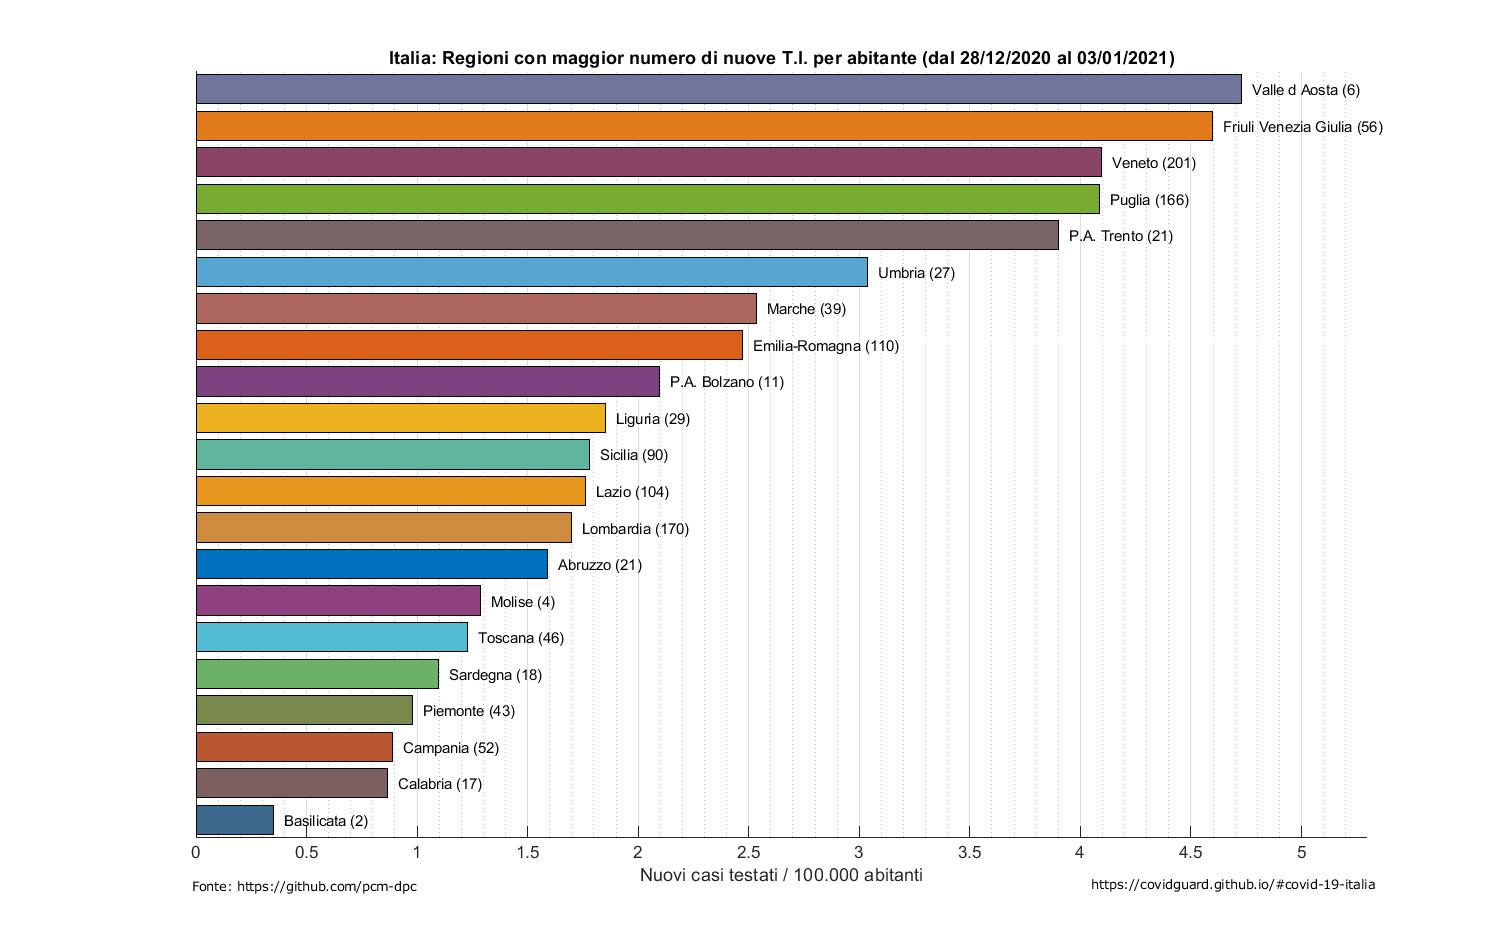 Italia: Regioni con maggior numero di nuove T.I. per abitante (dal 28/12/2020 al 03/01/2021)
Valle d Aosta (6)
Friuli Venezia Giulia (56)
Veneto (201)
Puglia (166)
P.A. Trento (21)
Umbria (27)
Marche (39)
Emilia-Romagna (110)
P.A. Bolzano (11)
Liguria (29)
Sicilia (90)
Lazio (104)
Lombardia (170)
Abruzzo (21)
Molise (4)
Toscana (46)
Sardegna (18)
Piemonte (43)
Campania (52)
Calabria (17)
Basilicata (2)
0 0.5 1 1.5 2 2.5 3 3.5 4 4.5 5
Nuovi casi testati / 100.000 abitanti
Fonte: https://github.com/pcm-dpc
https://covidguard.github.io/#covid-19-italia